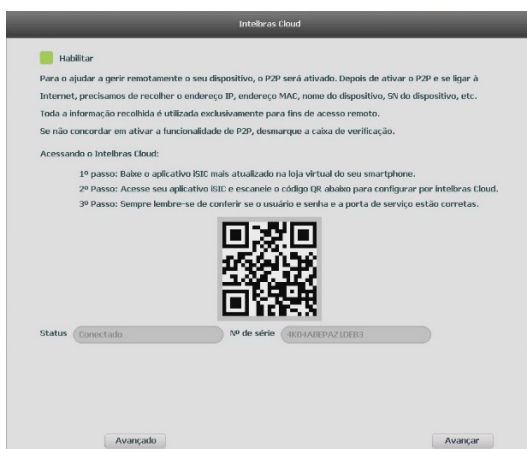 Intelbras Cloud
Habilitar
Para o ajudar a gerir remotamente o seu dispositivo, o P2P será ativado. Depois de ativar o P2P e se ligar à
Internet, precisamos de recolher o endereço IP, endereço MAC, nome do dispositivo, SN do dispositivo, etc.
Toda a informação recolhida é utilizada exclusivamente para fins de acesso remoto.
Se não concordar em ativar a funcionalidade de P2P, desmarque a caixa de verificação.
Acessando o Intelbras Cloud:
1º passo: Baixe o aplicativo iSIC mais atualizado na loja virtual do seu smartphone.
2º Passo: Acesse seu aplicativo iSIC e escaneie o código QR abaixo para configurar por intelbras Cloud.
3º Passo: Sempre lembre-se de conferir se o usuário e senha e a porta de serviço estão corretas.
Status Conectado Nº de série
Avançado Avançar